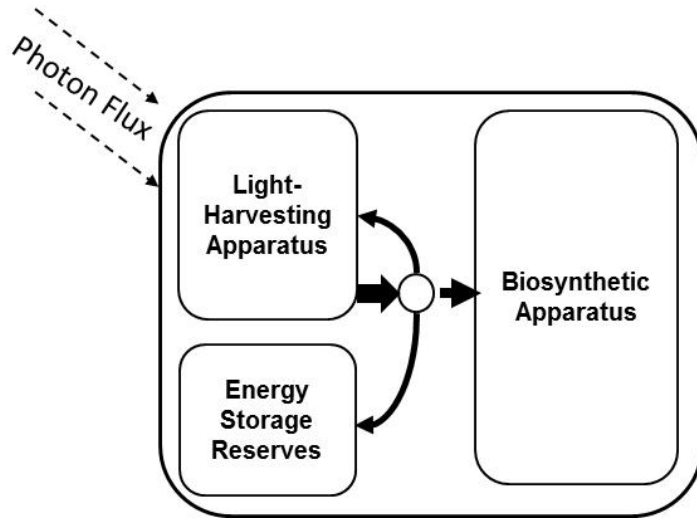 Photon Flux
Light-
Harvesting
Apparatus
Biosynthetic
Apparatus
Energy
Storage
Reserves